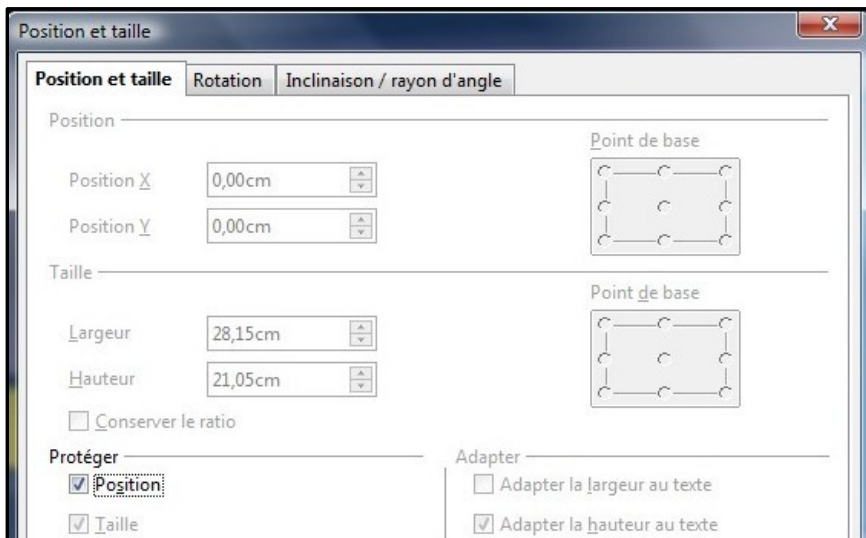 Position et taille
Position et taille Rotation Inclinaison / rayon d'angle
Position
Point de base
Position X 0,00cm
Position Y 0,00cm
Taille
Point de base
Largeur 28,15cm
Hauteur 21,05cm
Conserver le ratio
Protéger Adapter
Position Adapter la largeur au texte
Taille Adapter la hauteur au texte